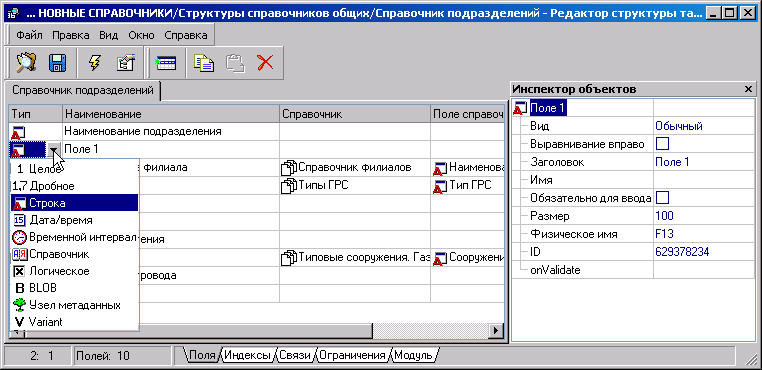 ... НОВНЫЕ СПРАВОЧНИКИ/Структуры справочников общих/Справочник подразделений - Редактор структуры та...
Файл Правка Вид Окно Справка
Справочник подразделений
Тип Наименование Справочник Поле справоч
Наименование подразделения
Поле 1
1 Целое е филиала Справочник филиалов Наименова
1,7 Дробное Типы ГРС Тип ГРС
Строка
15 Дата/время
Временной интервал ения
АЯ Справочник Типовые сооружения. Газ Сооружени
Логическое ровода
B BLOB
Узел метаданных
V Variant
Инспектор объектов
Поле 1
Вид Обычный
Выравнивание вправо
Заголовок Поле 1
Имя
Обязательно для ввода
Размер 100
Физическое имя F13
ID 629378234
onValidate
2: 1 Полей: 10 Поля Индексы Связи Ограничения Модуль